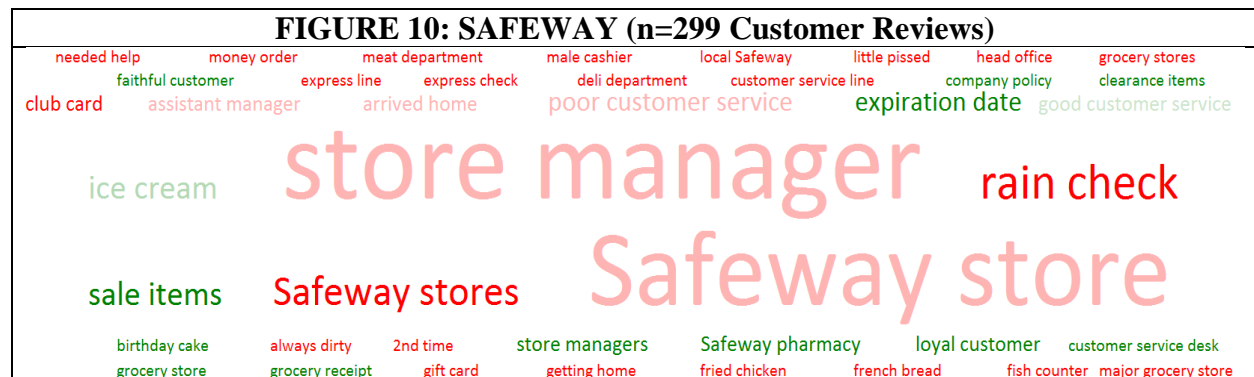 FIGURE 10: SAFEWAY (n=299 Customer Reviews)
needed help money order meat department male cashier local Safeway little pissed head office grocery stores
faithful customer express line express check deli department customer service line company policy clearance items
club card assistant manager arrived home poor customer service expiration date good customer service
ice cream store manager rain check
sale items Safeway stores Safeway store
birthday cake always dirty 2nd time store managers Safeway pharmacy loyal customer customer service desk
grocery store grocery receipt gift card getting home fried chicken french bread fish counter major grocery store